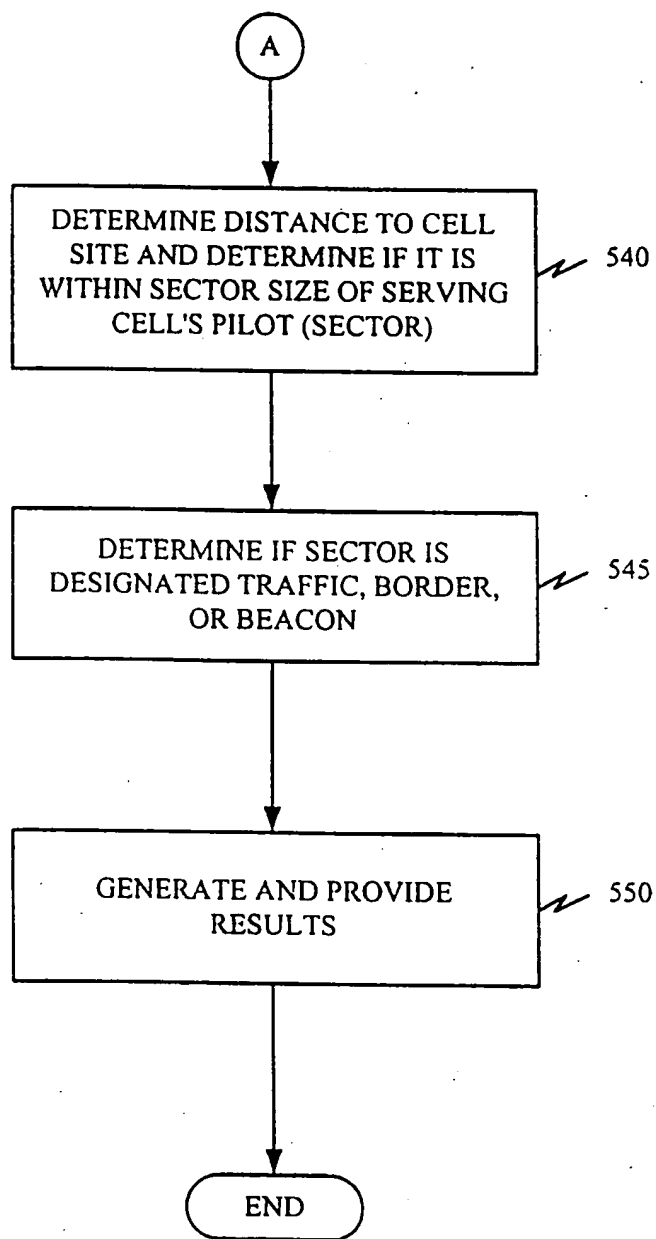 A
DETERMINE DISTANCE TO CELL
SITE AND DETERMINE IF IT IS
WITHIN SECTOR SIZE OF SERVING
CELL'S PILOT (SECTOR)
540
DETERMINE IF SECTOR IS
DESIGNATED TRAFFIC, BORDER,
OR BEACON
545
GENERATE AND PROVIDE
RESULTS
550
END